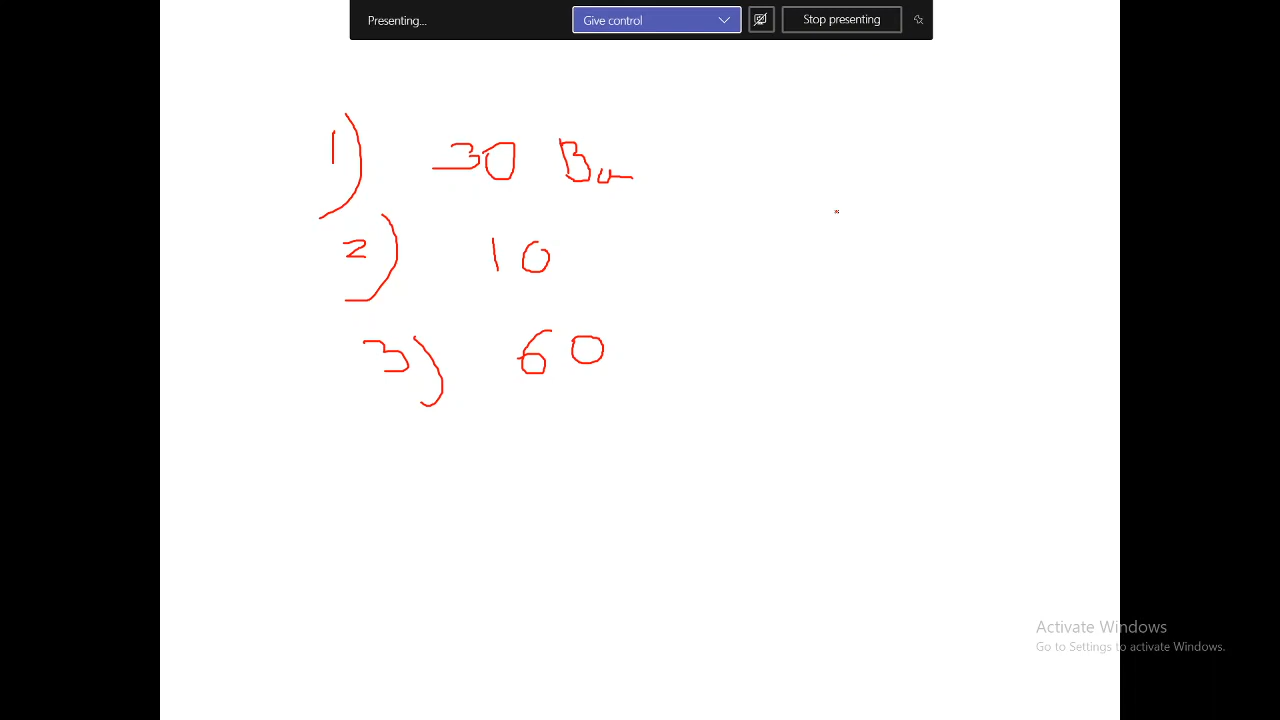 Presenting... Give control Stop presenting
1) 30
2) 10
3) 60
Activate Windows
Go to Settings to activate Windows.